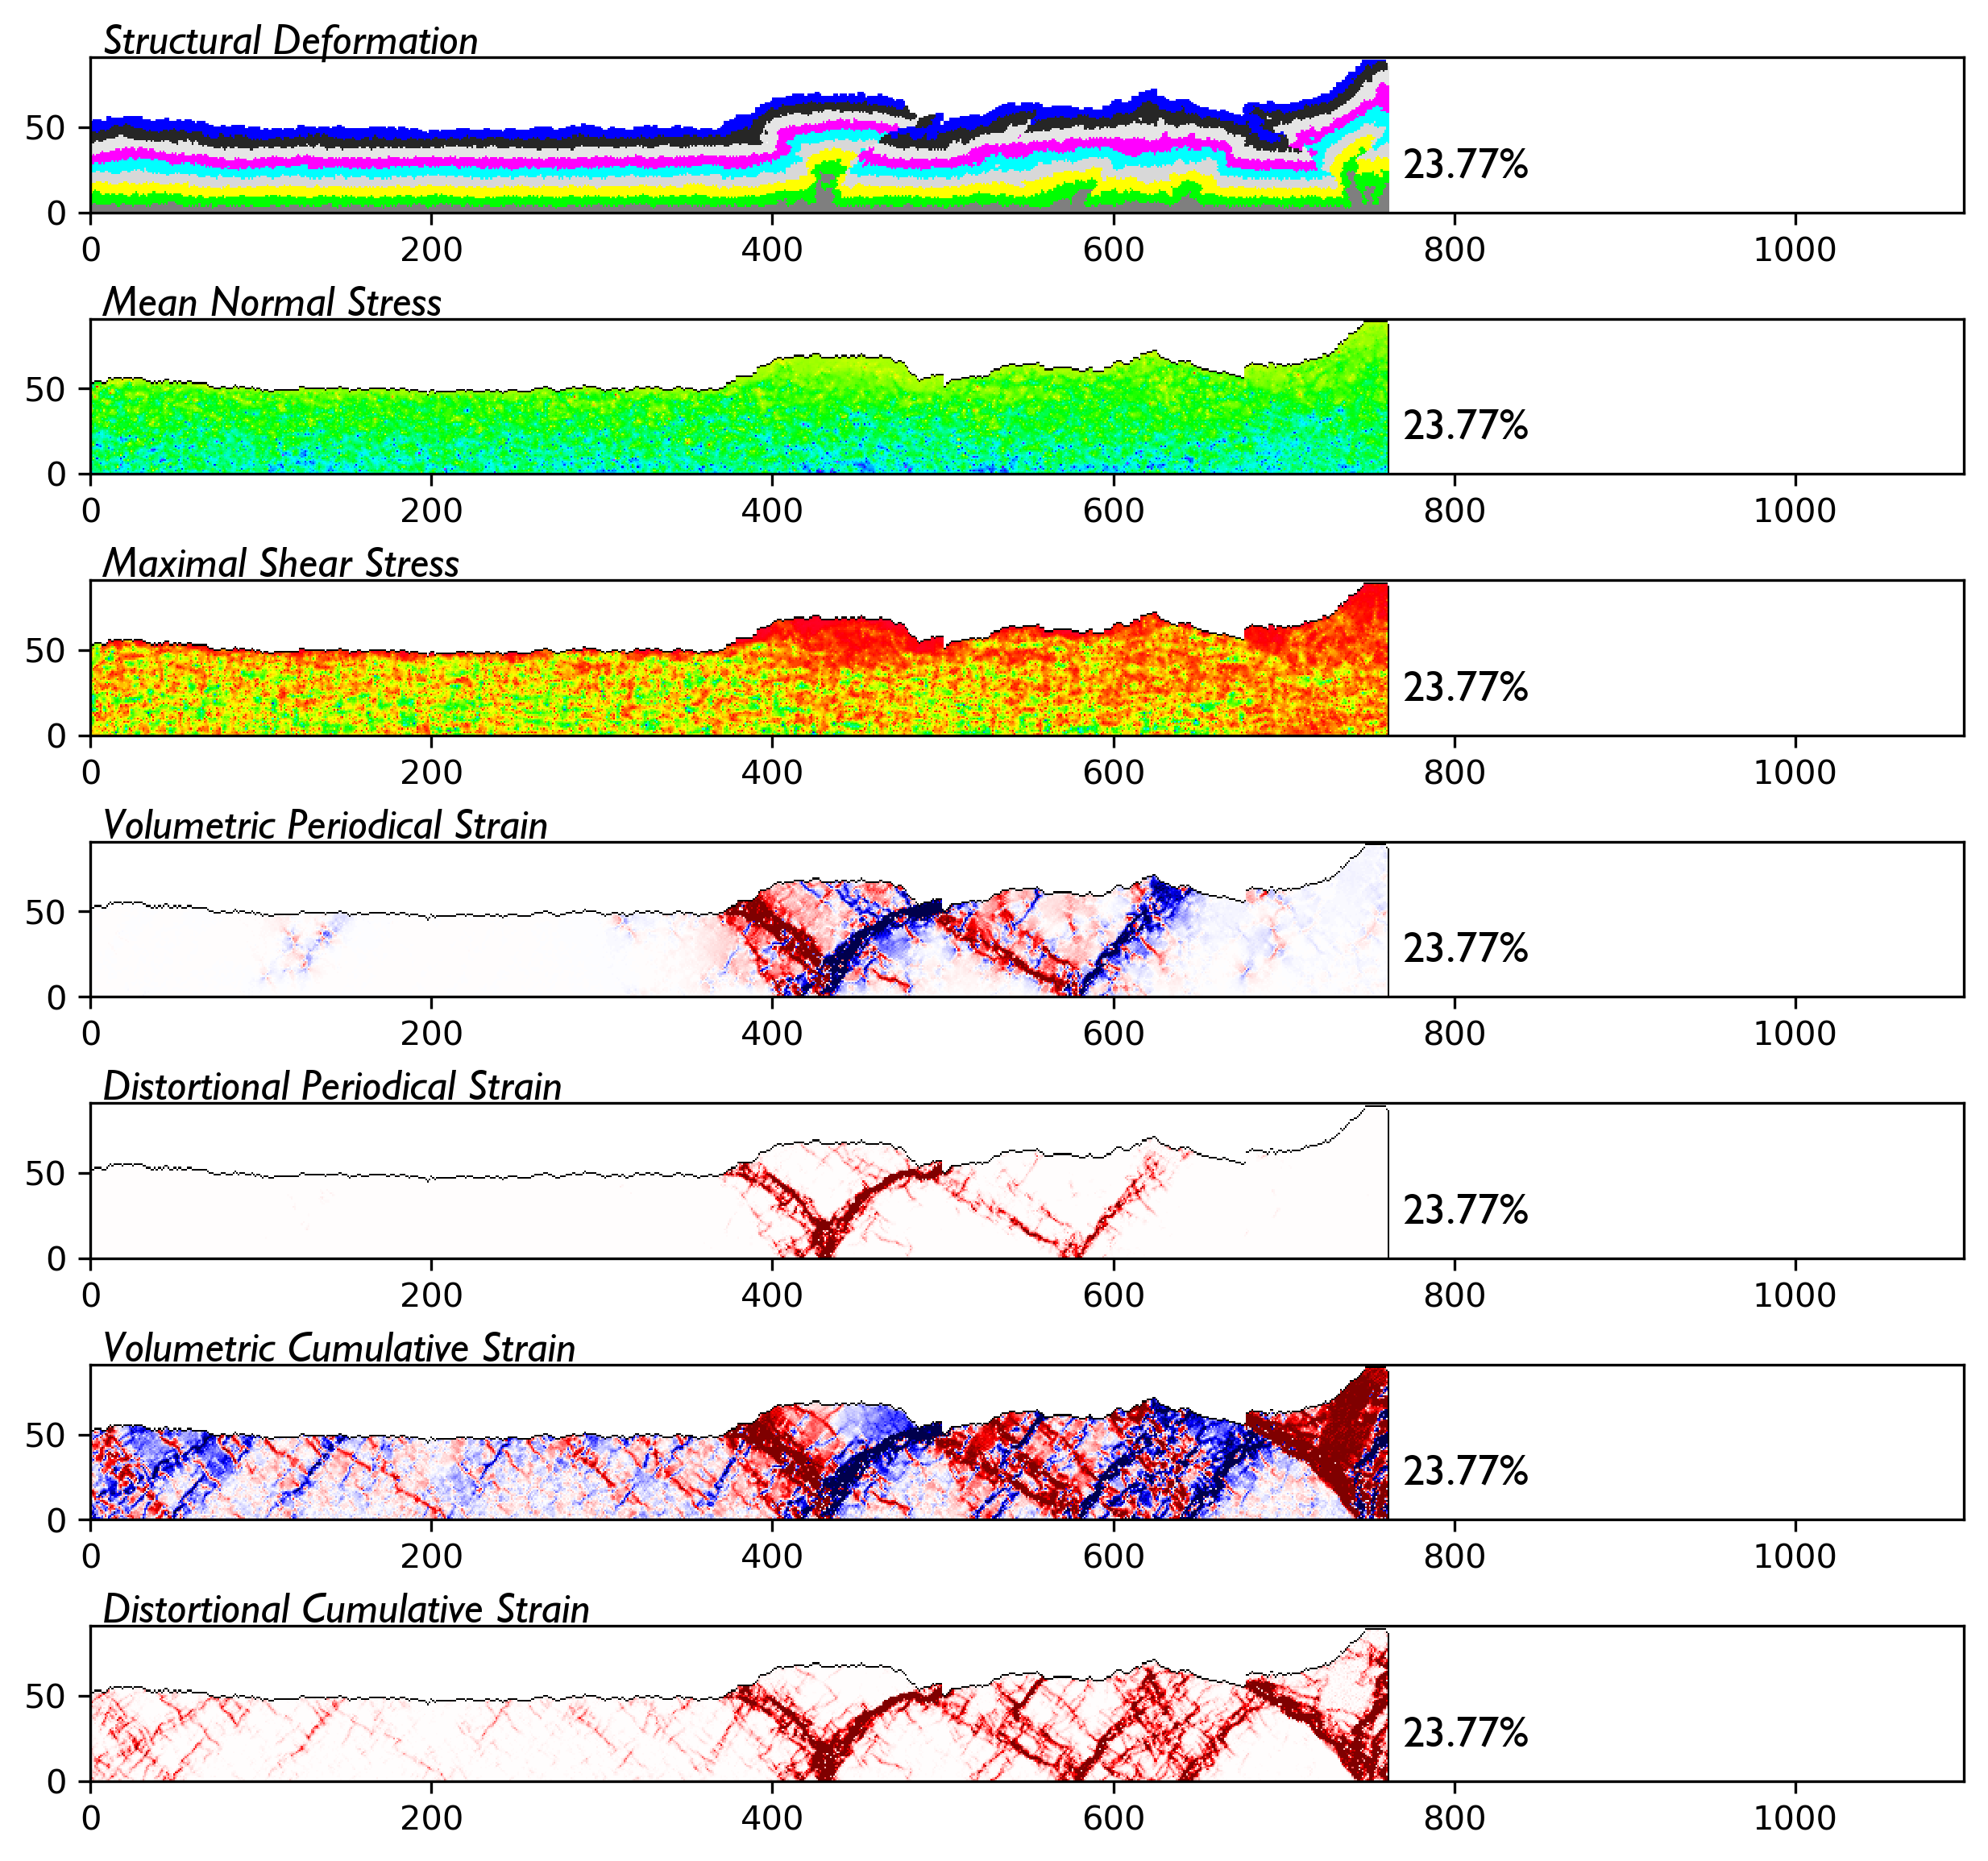 Structural Deformation
50
0
23.77%
0 200 400 600 800 1000
Mean Normal Stress
50
0
23.77%
0 200 400 600 800 1000
Maximal Shear Stress
50
0
23.77%
0 200 400 600 800 1000
Volumetric Periodical Strain
50
0
23.77%
0 200 400 600 800 1000
Distortional Periodical Strain
50
0
23.77%
0 200 400 600 800 1000
Volumetric Cumulative Strain
50
0
23.77%
0 200 400 600 800 1000
Distortional Cumulative Strain
50
0
23.77%
0 200 400 600 800 1000